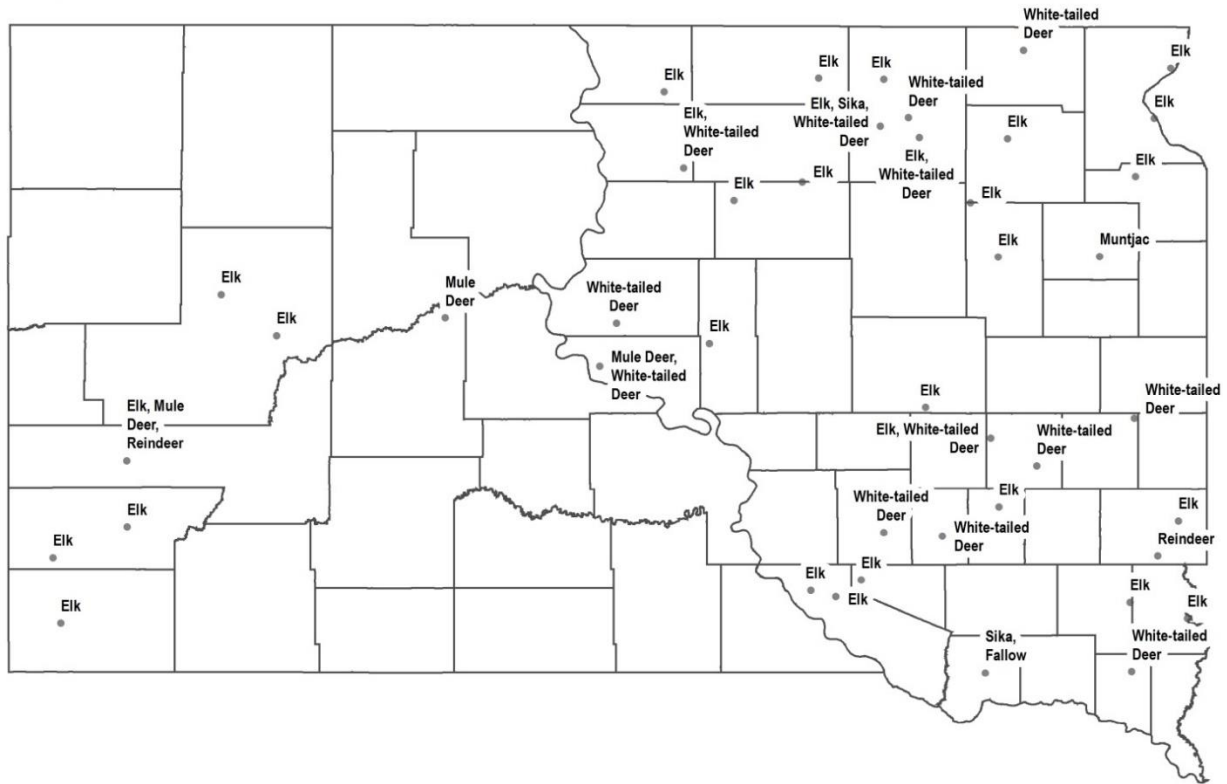 White-tailed
Deer
Elk
Elk
Elk
Elk
White-tailed
Deer
Elk, Sika,
White-tailed
Deer
Elk,
White-tailed
Deer
Elk
Elk
Elk,
White-tailed
Deer
Elk
Elk
Elk
Elk
Elk
Muntjac
Elk
Elk
Mule
Deer
White-tailed
Deer
Elk
Mule Deer,
White-tailed
Deer
Elk
White-tailed
Deer
Elk, Mule
Deer,
Reindeer
Elk, White-tailed
Deer
White-tailed
Deer
Elk
Elk
White-tailed
Deer
Elk
White-tailed
Deer
Elk
Reindeer
Elk
Elk
Elk
Elk
Elk
Elk
Sika,
Fallow
White-tailed
Deer